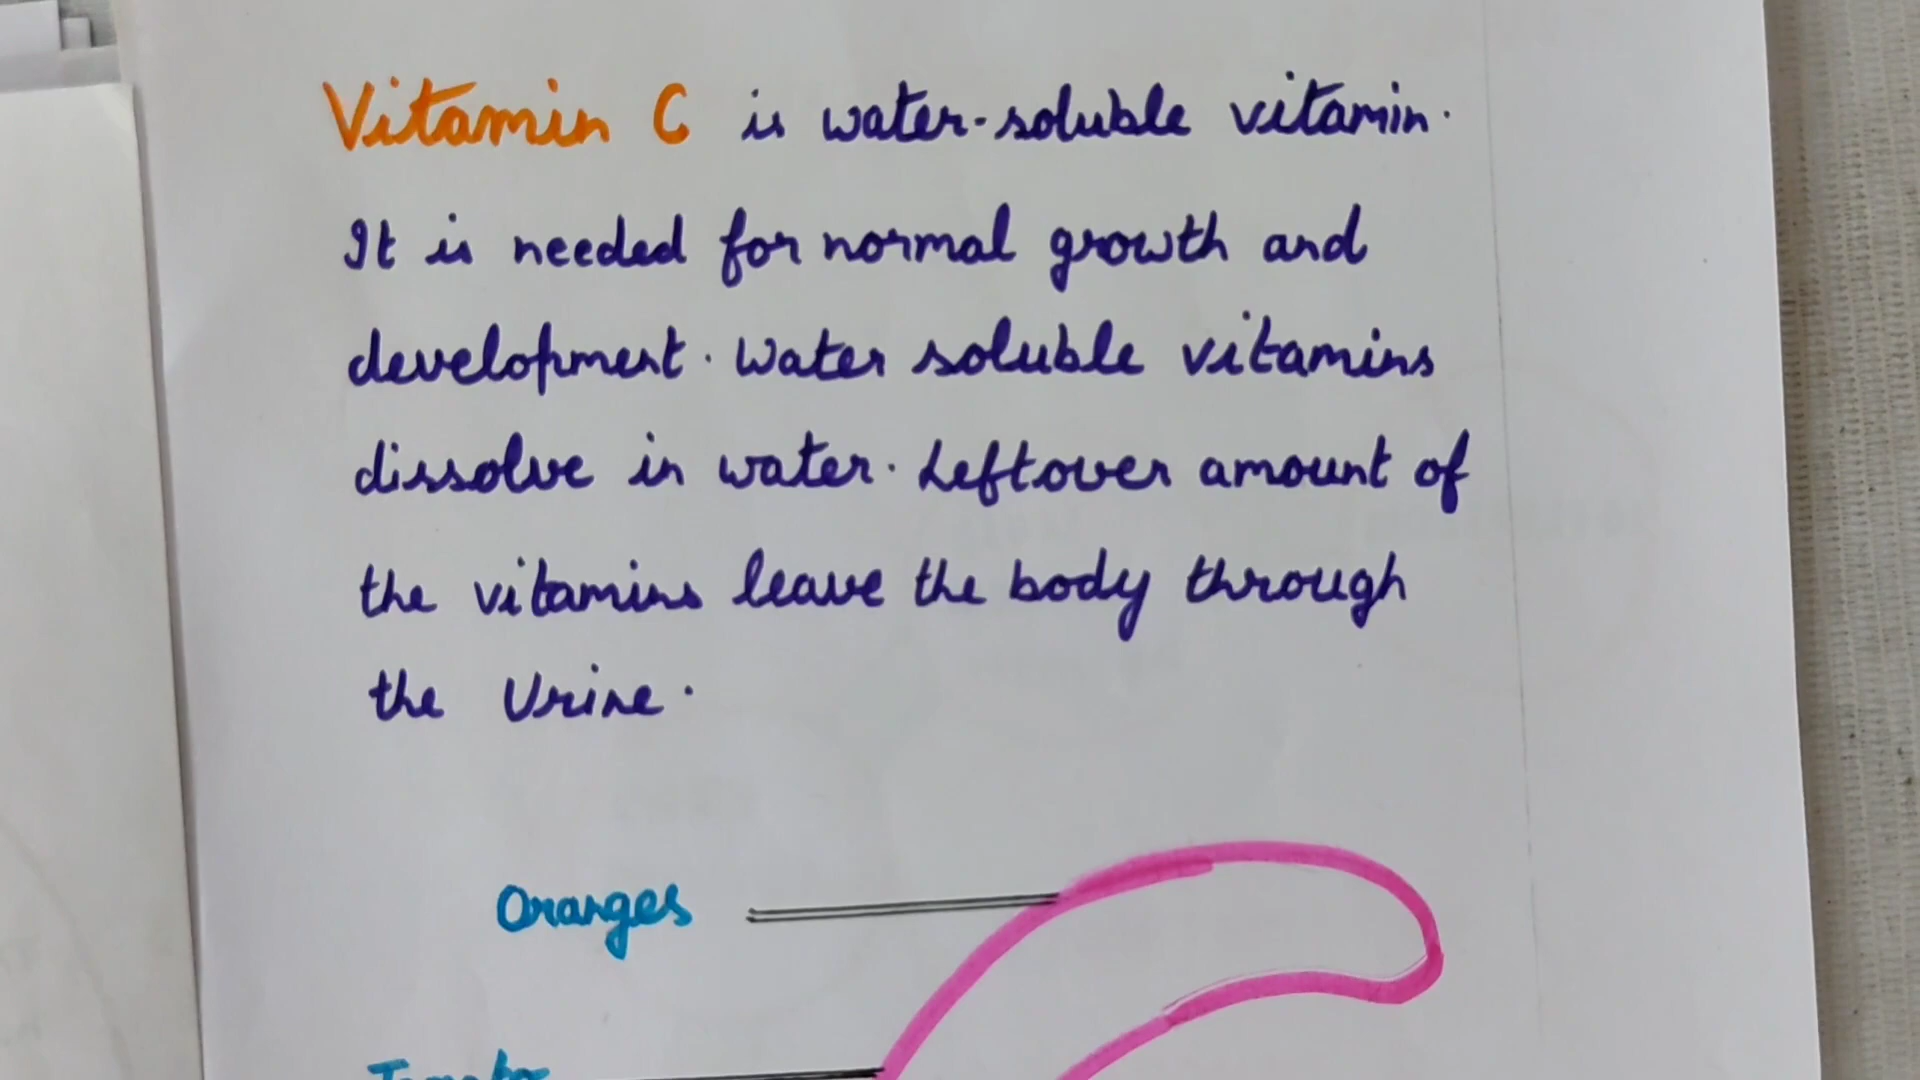 Vitamin C is water-soluble vitamin.
It is needed for normal growth and
development. Water soluble vitamins
dissolve in water. Leftover amount of
the vitamins leave the body through
the Urine.
Oranges